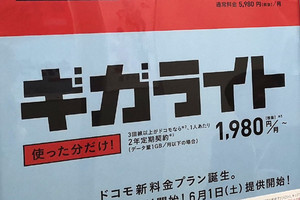 通常料金 5,980円(税抜)/月
ギガライト
使った分だけ!
3回線以上がドコモなら 1人あたり
2年定期契約
(データ量1GB/月以下の場合)
1,980円(税抜)/月~
ドコモ新料金プラン誕生。
開始!6月1日(土)提供開始!